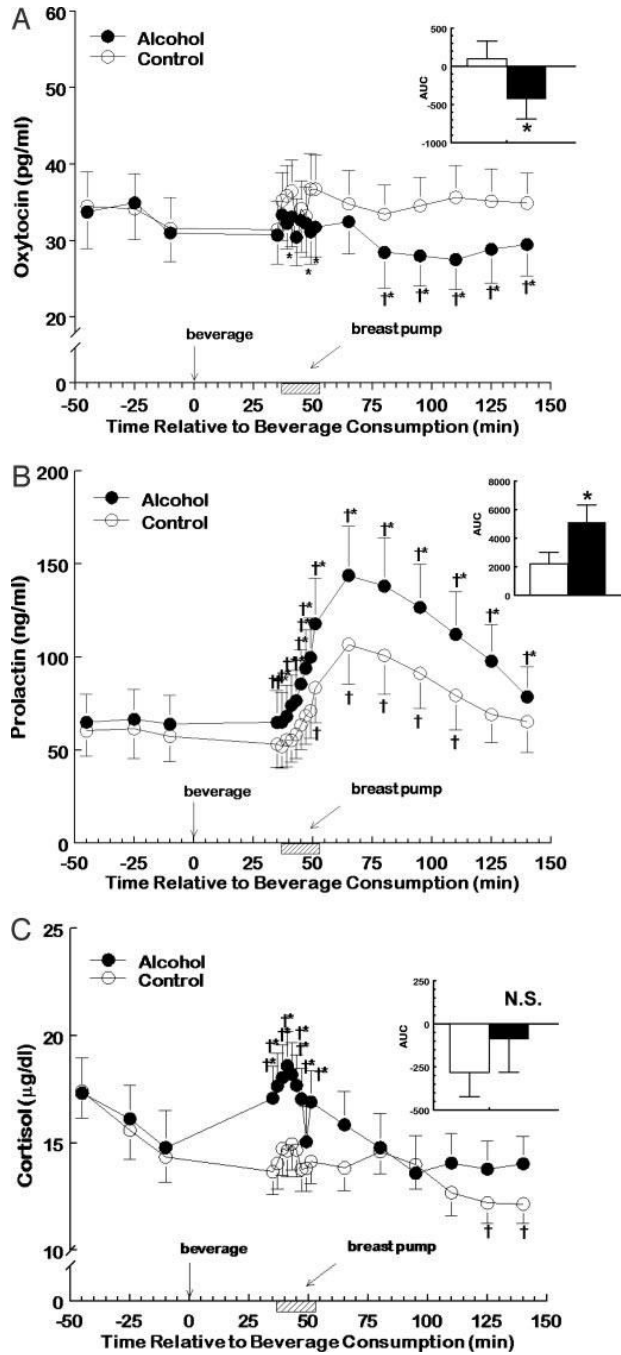 A
60
50
40
30
20
0
Oxytocin (pg/ml)
Alcohol
Control
500
0
-500
-1000
AUC
*
*
*
*
†* †* †* †* †*
beverage
breast pump
-50 -25 0 25 50 75 100 125 150
Time Relative to Beverage Consumption (min)
B
200
150
100
50
0
Prolactin (ng/ml)
Alcohol
Control
8000
6000
4000
2000
0
AUC
*
†* †* †* †* †* †* †*
†* †* †* †* †* †*
† † † † †
beverage
breast pump
-50 -25 0 25 50 75 100 125 150
Time Relative to Beverage Consumption (min)
C
25
20
15
10
0
Cortisol (µg/dl)
Alcohol
Control
250
0
-250
-500
AUC
N.S.
†* †* †* †* †* †* †* †*
† †
beverage
breast pump
-50 -25 0 25 50 75 100 125 150
Time Relative to Beverage Consumption (min)